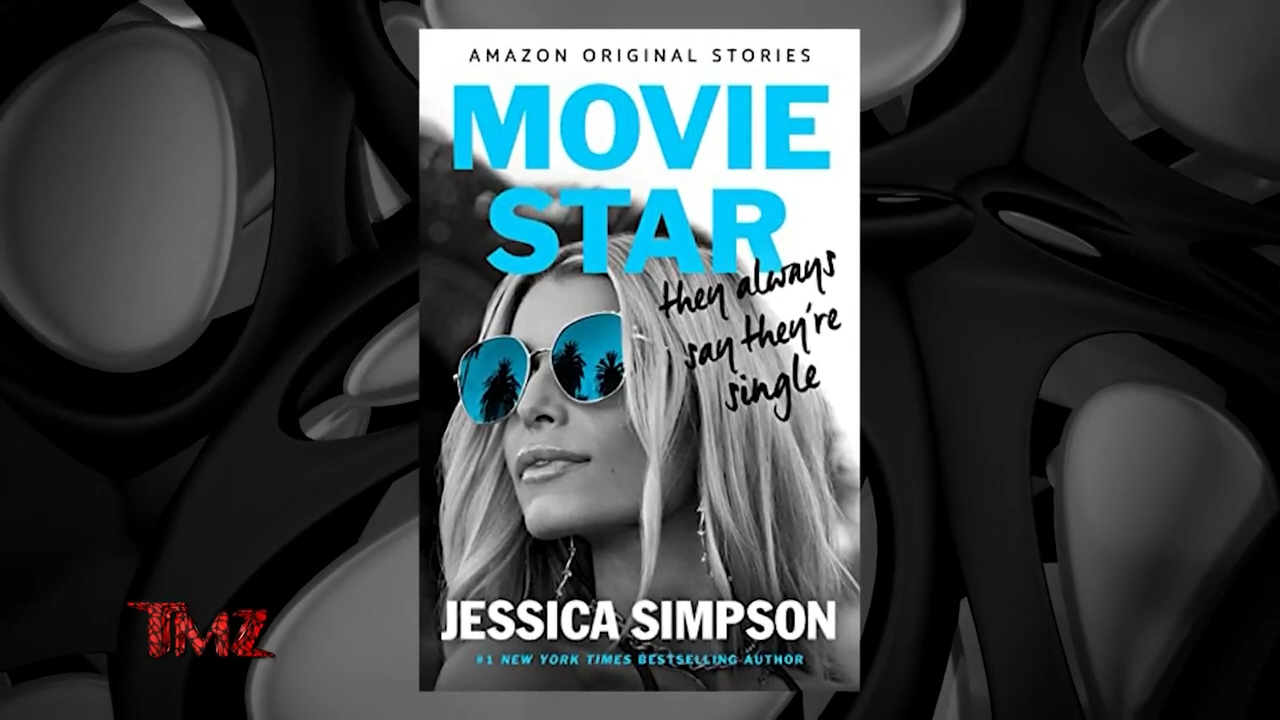 AMAZON ORIGINAL STORIES
MOVIE
STAR
they always
say they're
single
JESSICA SIMPSON
#1 NEW YORK TIMES BESTSELLING AUTHOR
TMZ